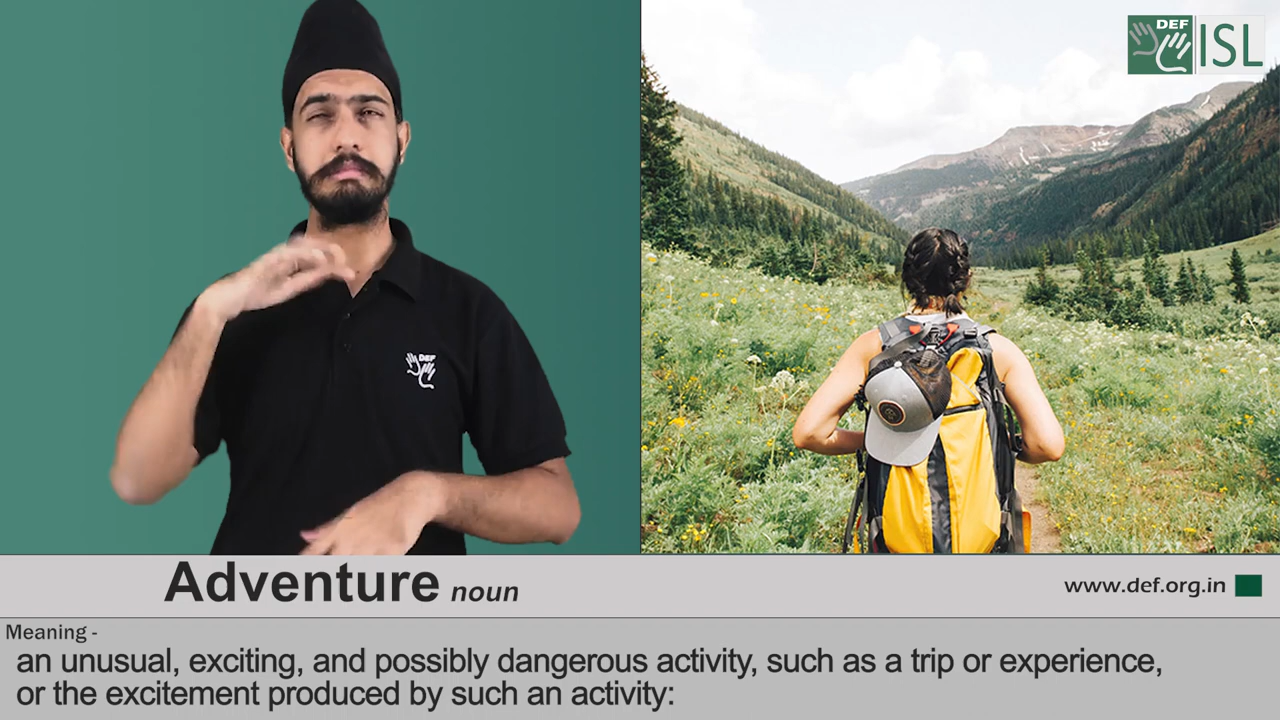 DEF
ISL
DEF
Adventure noun
www.def.org.in
Meaning -
an unusual, exciting, and possibly dangerous activity, such as a trip or experience,
or the excitement produced by such an activity: